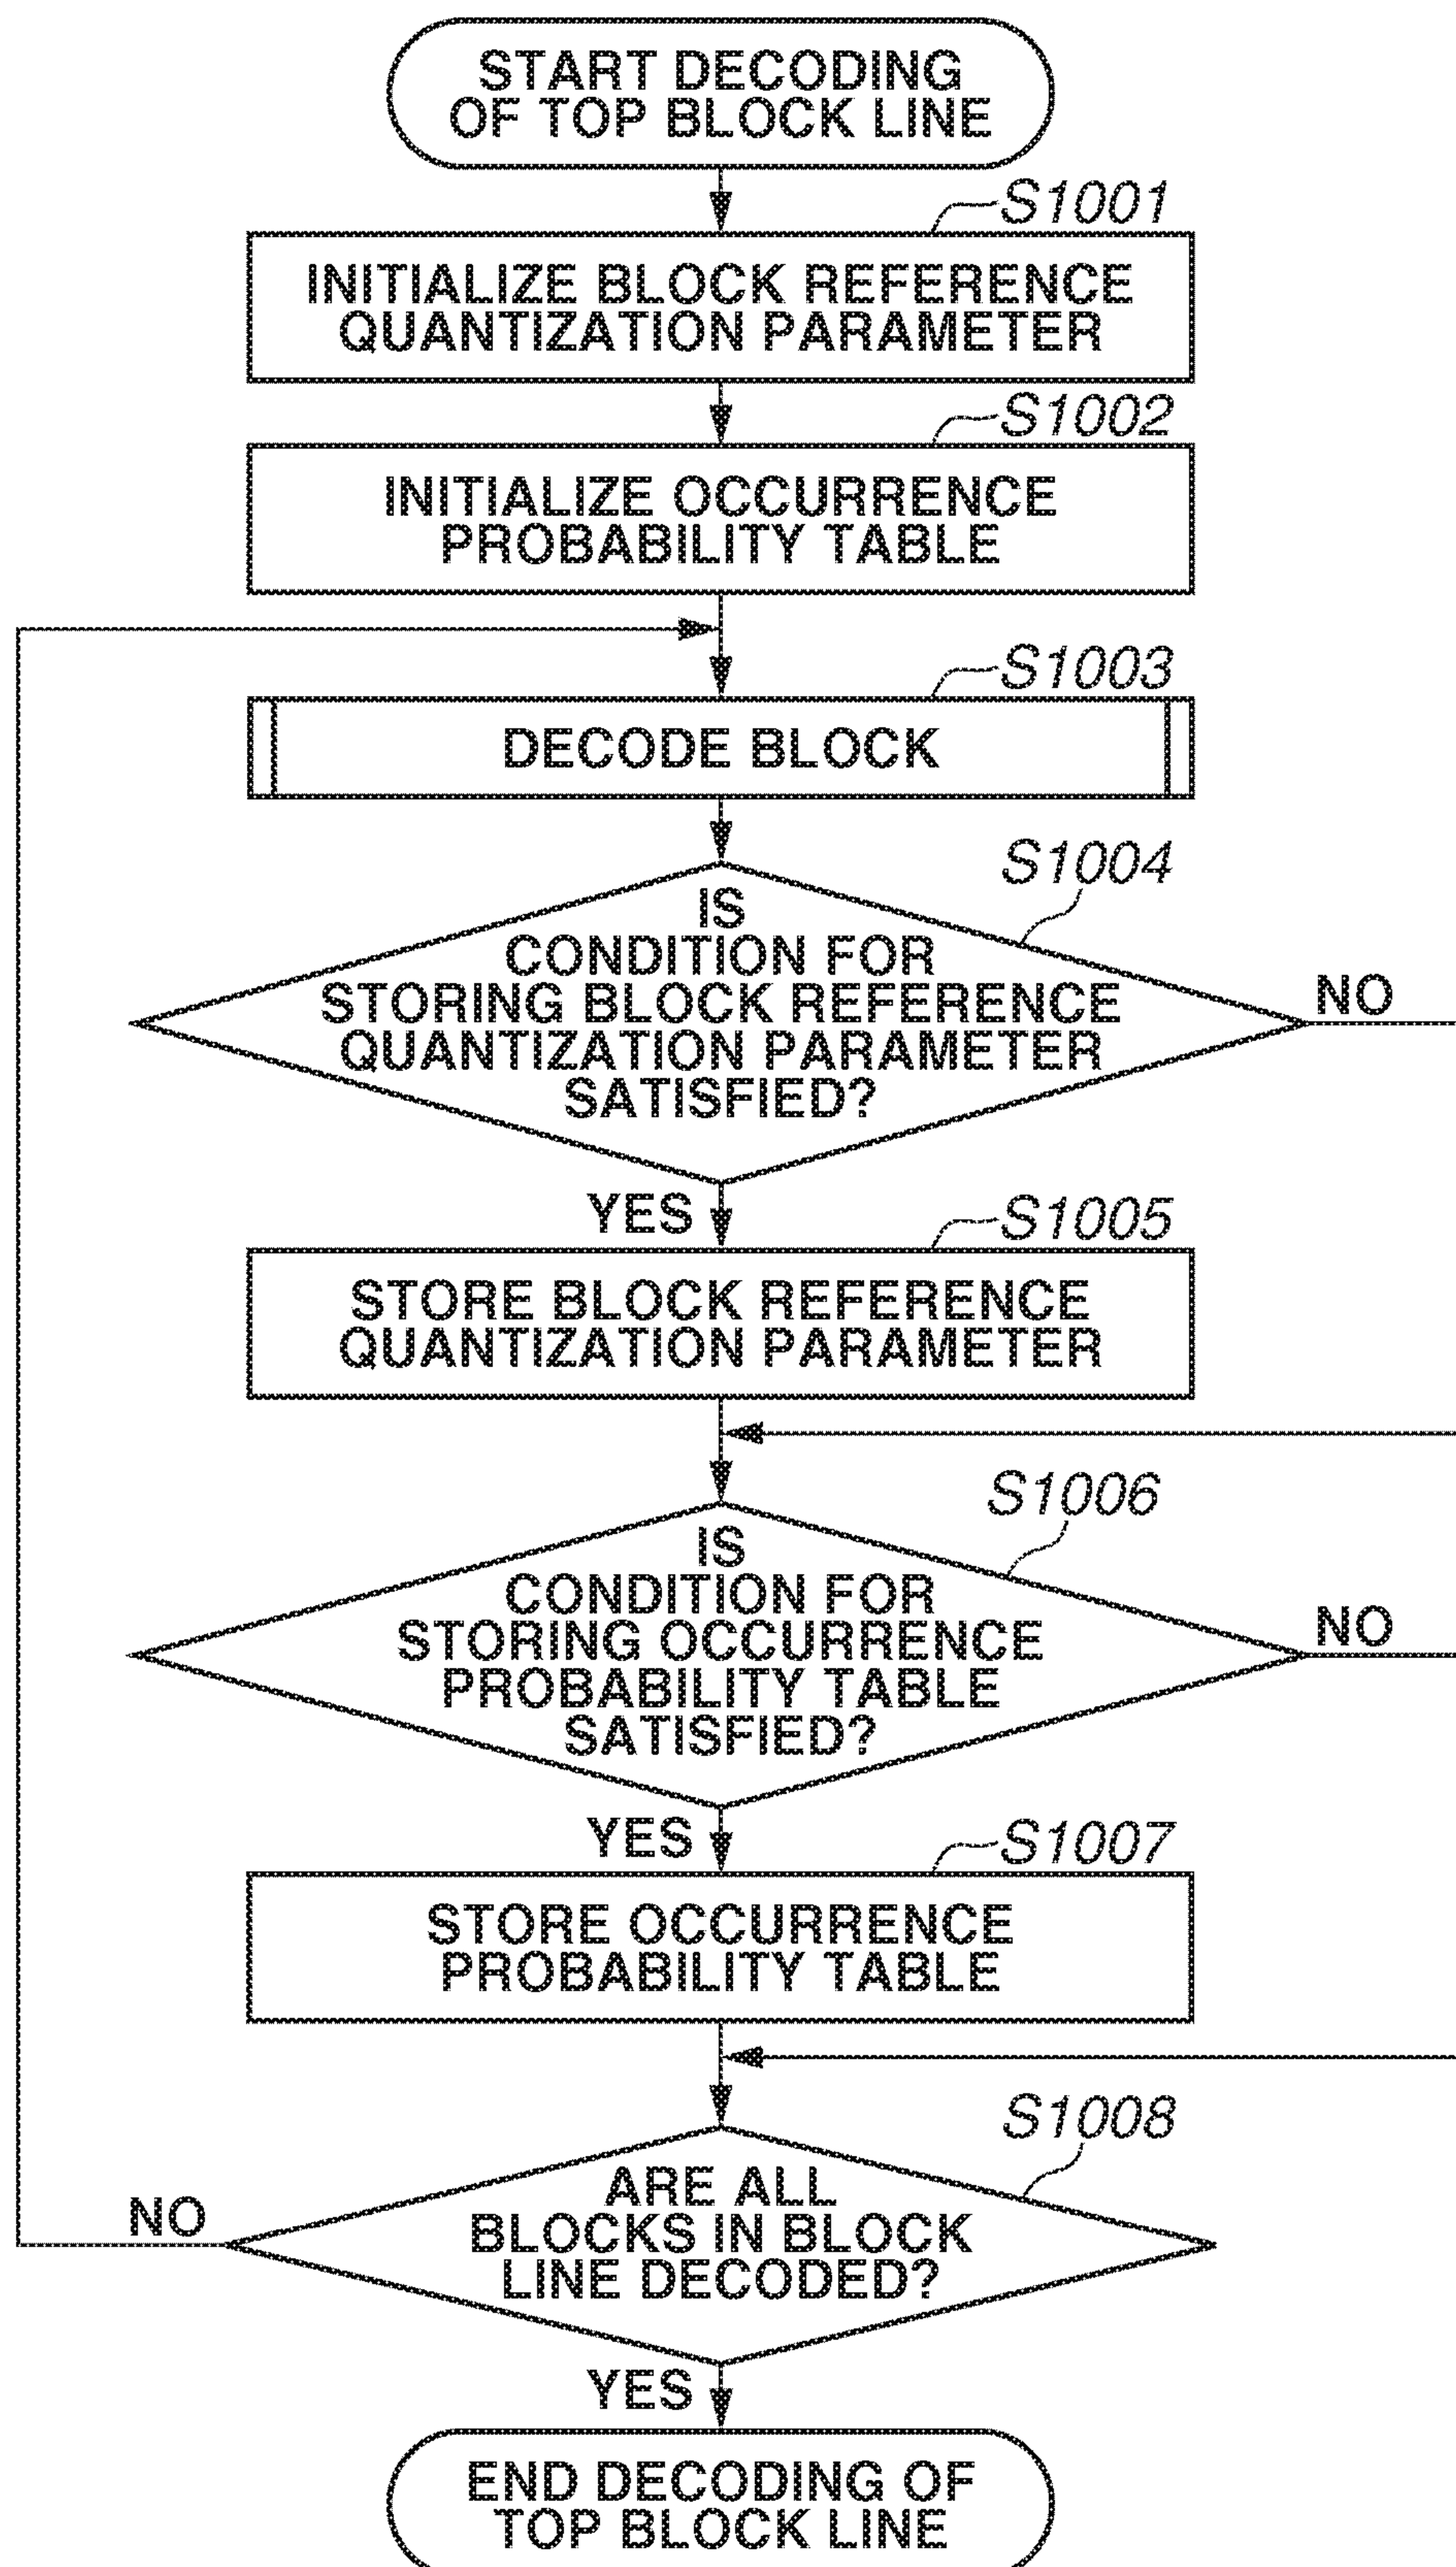 START DECODING
OF TOP BLOCK LINE
S1001
INITIALIZE BLOCK REFERENCE
QUANTIZATION PARAMETER
S1002
INITIALIZE OCCURRENCE
PROBABILITY TABLE
S1003
DECODE BLOCK
S1004
IS
CONDITION FOR
STORING BLOCK REFERENCE
QUANTIZATION PARAMETER
SATISFIED?
NO
YES
S1005
STORE BLOCK REFERENCE
QUANTIZATION PARAMETER
S1006
IS
CONDITION FOR
STORING OCCURRENCE
PROBABILITY TABLE
SATISFIED?
NO
YES
S1007
STORE OCCURRENCE
PROBABILITY TABLE
S1008
ARE ALL
BLOCKS IN BLOCK
LINE DECODED?
NO
YES
END DECODING OF
TOP BLOCK LINE